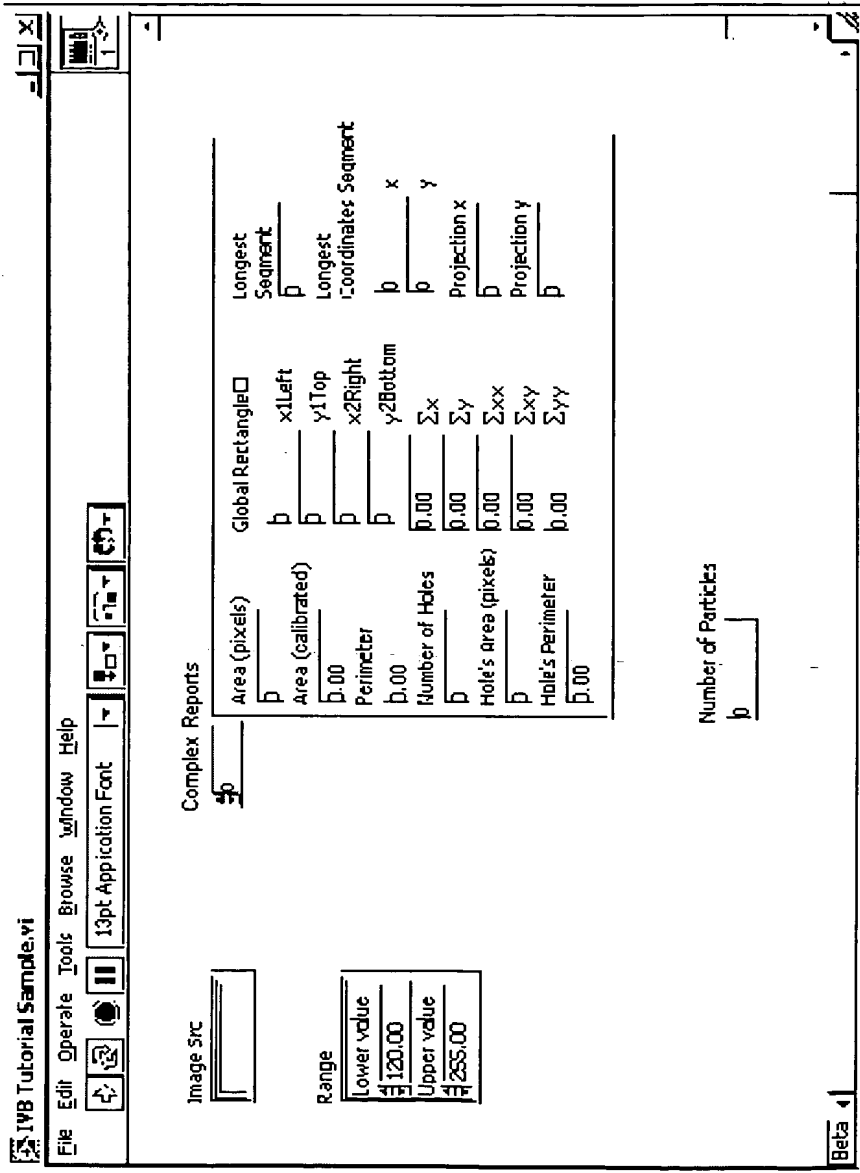 IVB Tutorial Sample.vi
File Edit Operate Tools Browse Window Help
13pt Appication Font
1
Image Src
Range
Lower value
120.00
Upper value
255.00
Complex Reports
0
Area (pixels)
0
Area (calibrated)
0.00
Perimeter
0.00
Number of Holes
0
Hole's Area (pixels)
0
Hole's Perimeter
0.00
Global Rectangle
0 x1Left
0 y1Top
0 x2Right
0 y2Bottom
0.00 Σx
0.00 Σy
0.00 Σxx
0.00 Σxy
0.00 Σyy
Longest
Segment
0
Longest
Coordinates Segment
0 x
0 y
Projection x
0
Projection y
0
Number of Particles
0
Beta